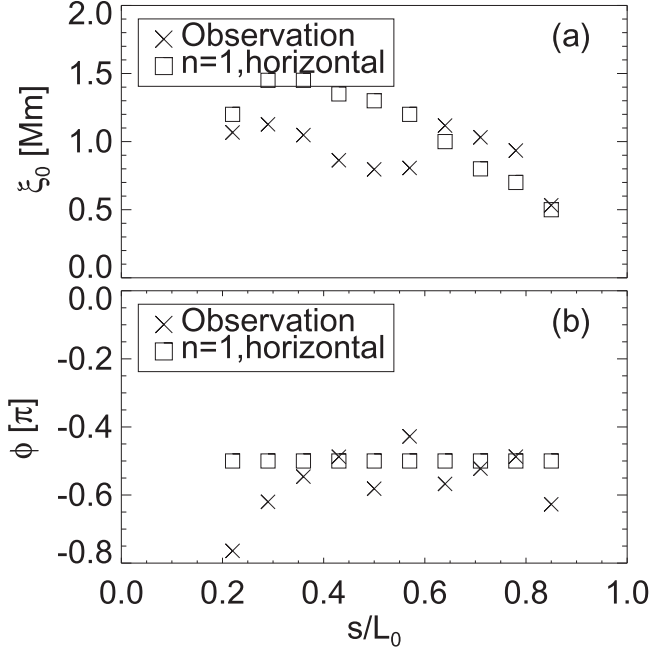 2.0
× Observation
(a)
□ n=1,horizontal
1.5
1.0
0.5
0.0
ξ₀ [Mm]
0.0
× Observation
(b)
□ n=1,horizontal
-0.2
-0.4
-0.6
-0.8
ϕ [π]
0.0 0.2 0.4 0.6 0.8 1.0
s/L₀